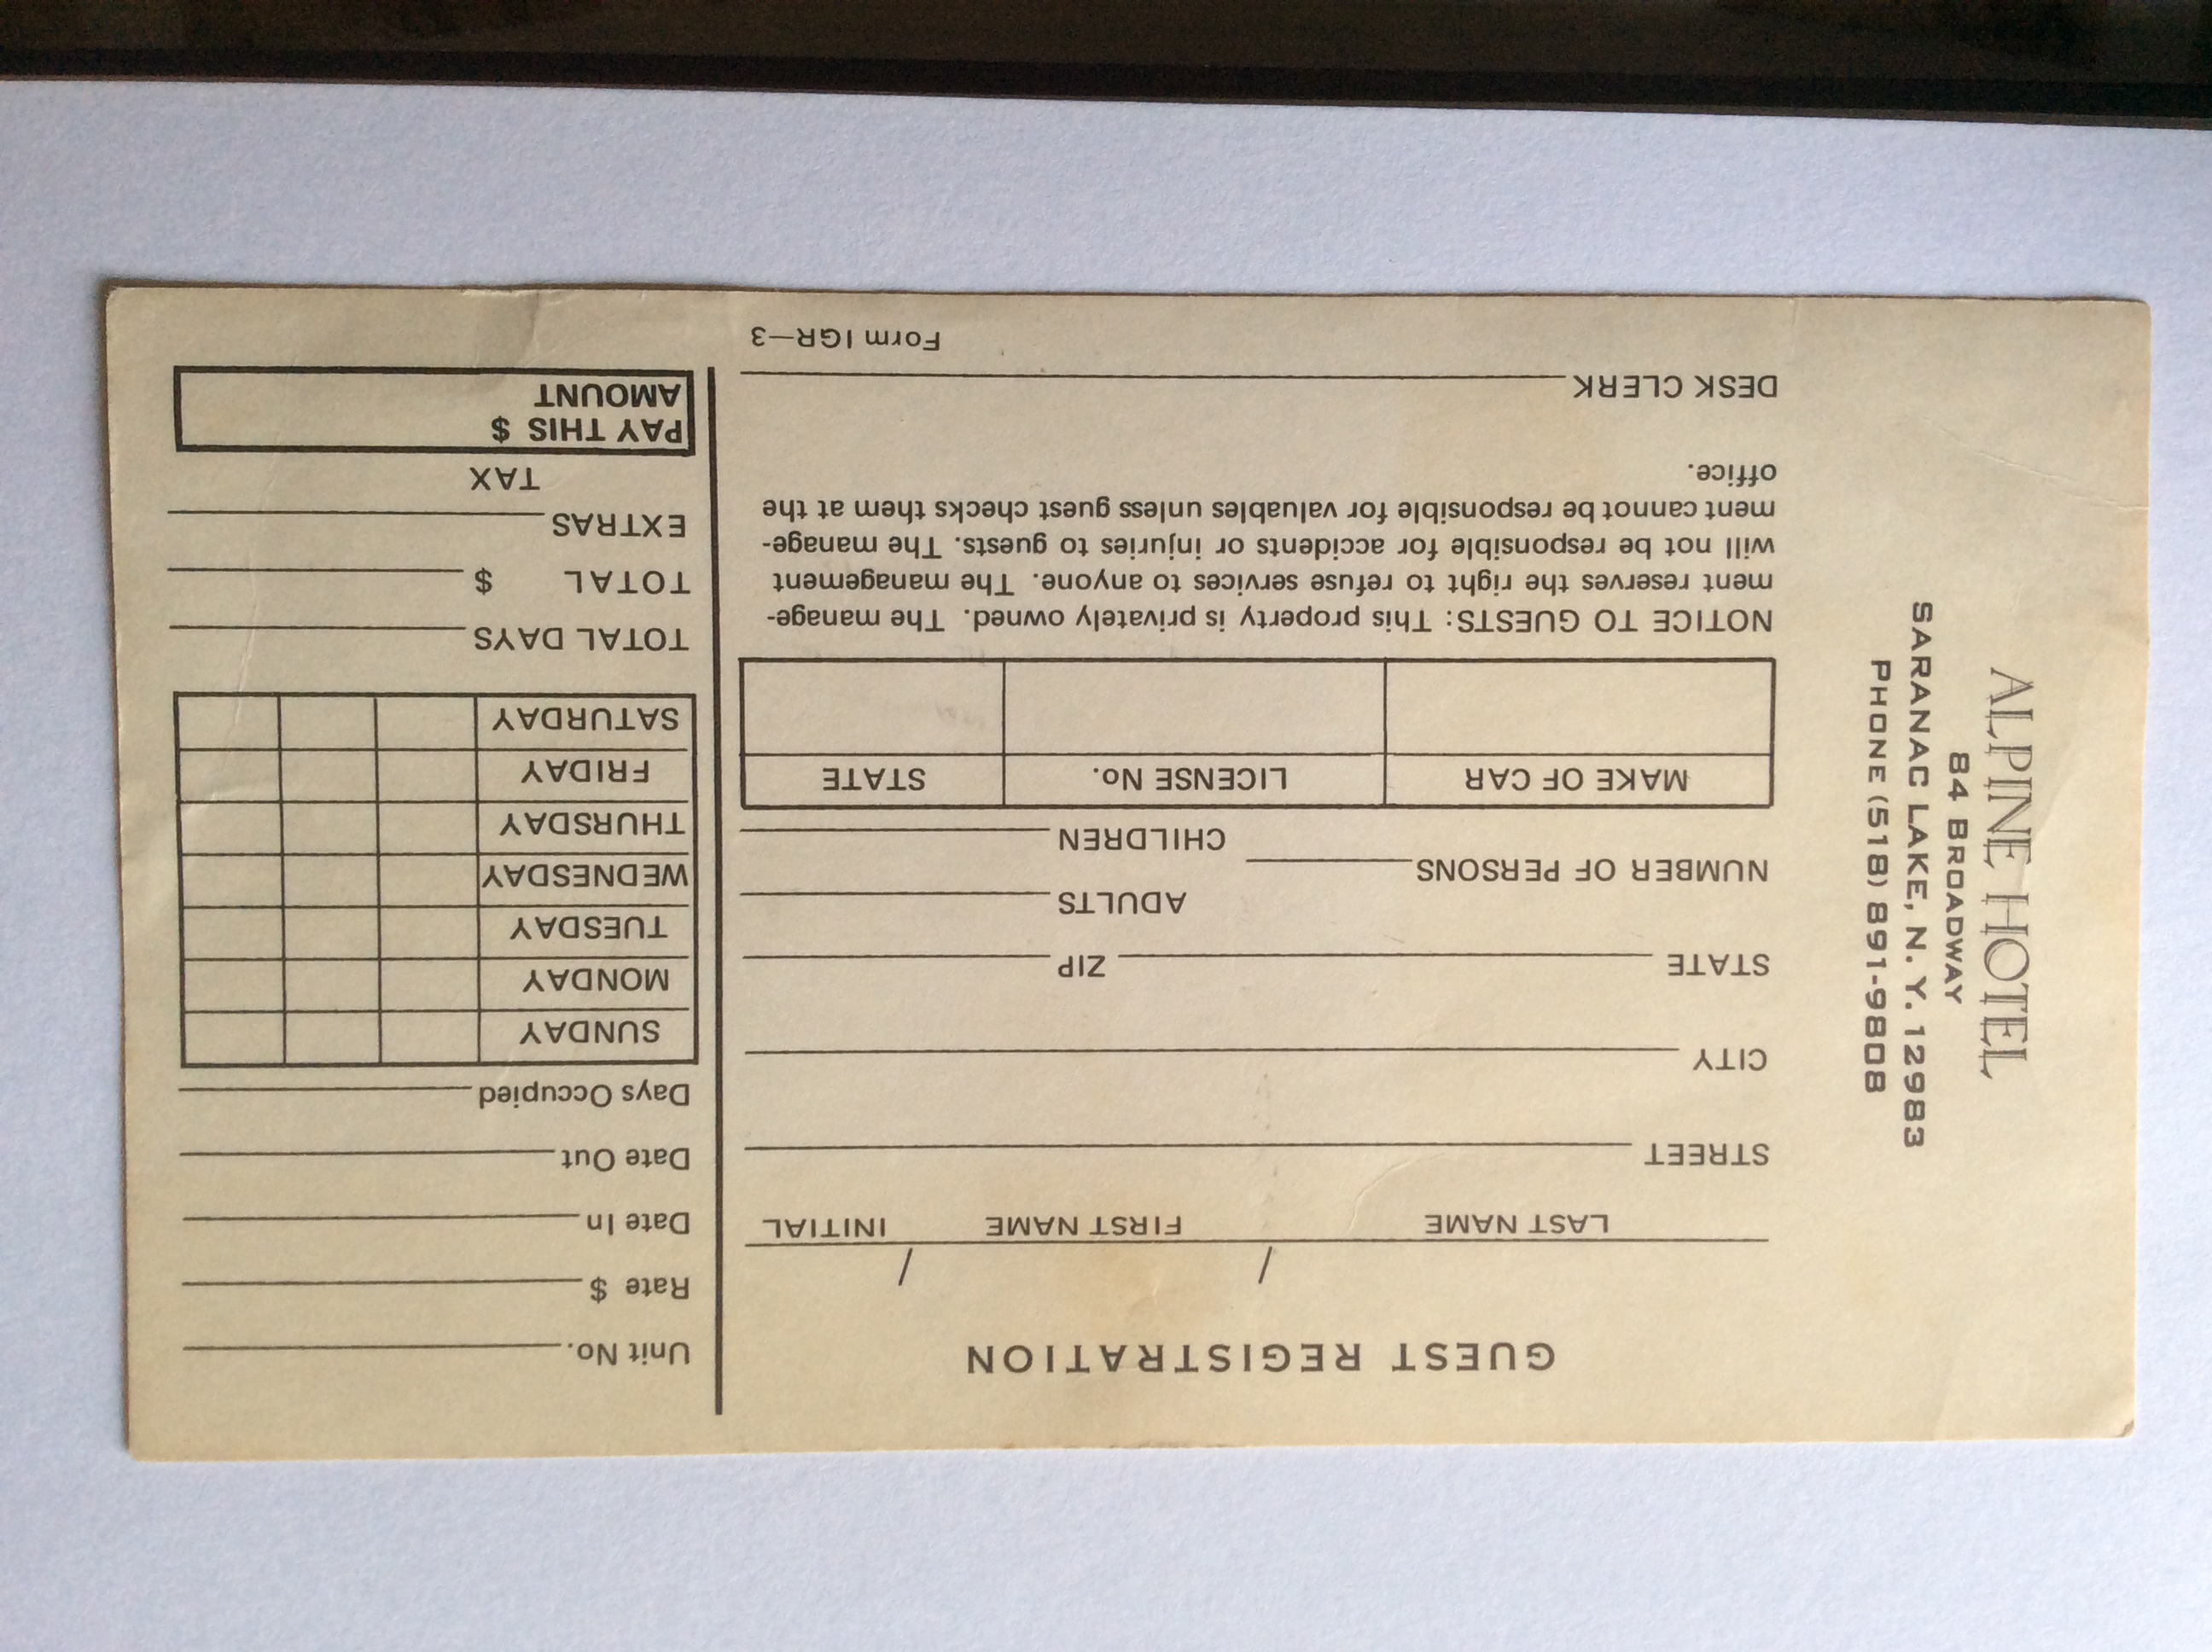 ALPINE HOTEL
84 BROADWAY
SARANAC LAKE, N. Y. 12983
PHONE (518) 891-9808
GUEST REGISTRATION
/ /
LAST NAME FIRST NAME INITIAL
STREET
CITY
STATE ZIP
ADULTS
NUMBER OF PERSONS
CHILDREN
MAKE OF CAR LICENSE No. STATE
NOTICE TO GUESTS: This property is privately owned. The manage-
ment reserves the right to refuse services to anyone. The management
will not be responsible for accidents or injuries to guests. The manage-
ment cannot be responsible for valuables unless guest checks them at the
office.
DESK CLERK
Form IGR—3
Unit No.
Rate $
Date In
Date Out
Days Occupied
SUNDAY
MONDAY
TUESDAY
WEDNESDAY
THURSDAY
FRIDAY
SATURDAY
TOTAL DAYS
TOTAL $
EXTRAS
TAX
PAY THIS $
AMOUNT